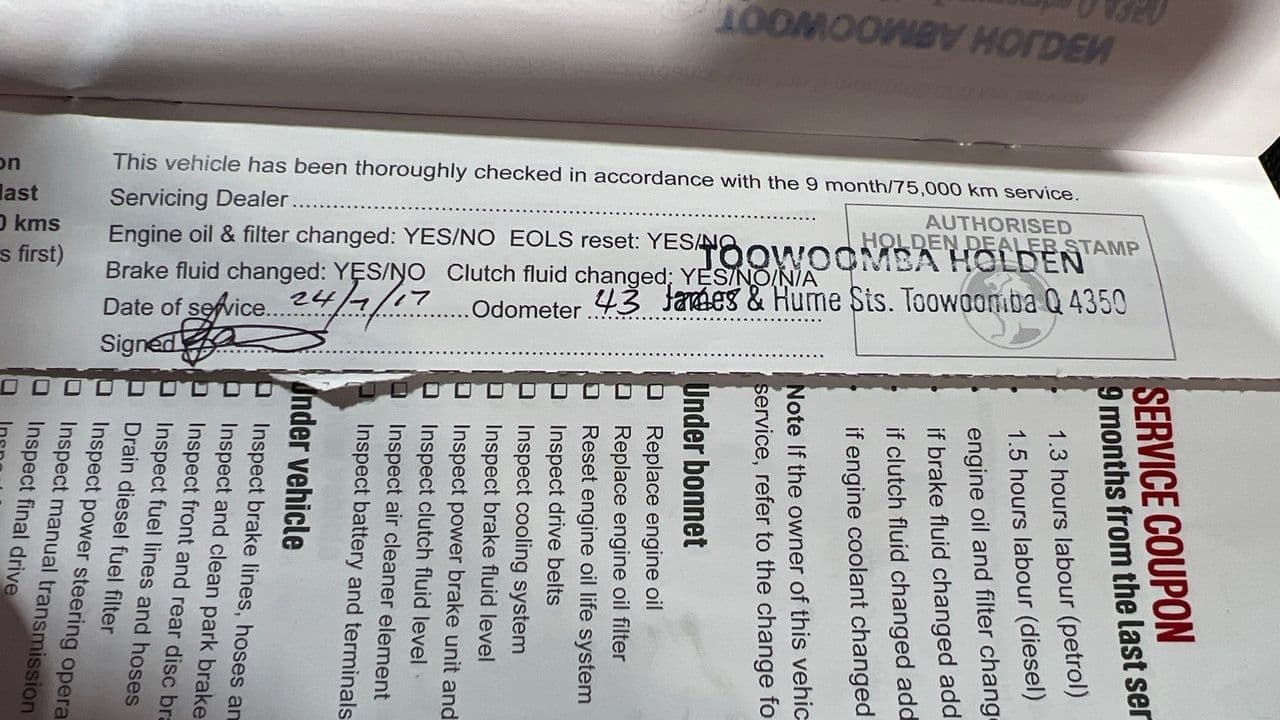 TOOWOOMBA HOLDEN
on
last
0 kms
s first)
This vehicle has been thoroughly checked in accordance with the 9 month/75,000 km service.
Servicing Dealer
Engine oil & filter changed: YES/NO EOLS reset: YES/NO
Brake fluid changed: YES/NO Clutch fluid changed: YES/NO/N/A
Date of service 24/7/17 Odometer 43
Signed
AUTHORISED
HOLDEN DEALER STAMP
TOOWOOMBA HOLDEN
James & Hume Sts. Toowoomba Q 4350
SERVICE COUPON
9 months from the last ser
• 1.3 hours labour (petrol)
• 1.5 hours labour (diesel)
engine oil and filter chang
• if brake fluid changed add
• if clutch fluid changed add
• if engine coolant changed
Note If the owner of this vehic
service, refer to the change fo
Under bonnet
Replace engine oil
Replace engine oil filter
Reset engine oil life system
Inspect drive belts
Inspect cooling system
Inspect brake fluid level
Inspect power brake unit and
Inspect clutch fluid level
Inspect air cleaner element
Inspect battery and terminals
Under vehicle
Inspect brake lines, hoses an
Inspect and clean park brake
Inspect front and rear disc bra
Inspect fuel lines and hoses
Drain diesel fuel filter
Inspect power steering opera
Inspect manual transmission
Inspect final drive